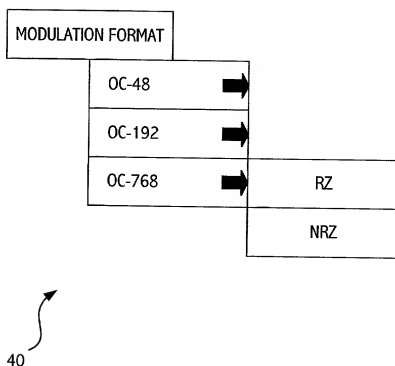 MODULATION FORMAT
OC-48
OC-192
OC-768
RZ
NRZ
40